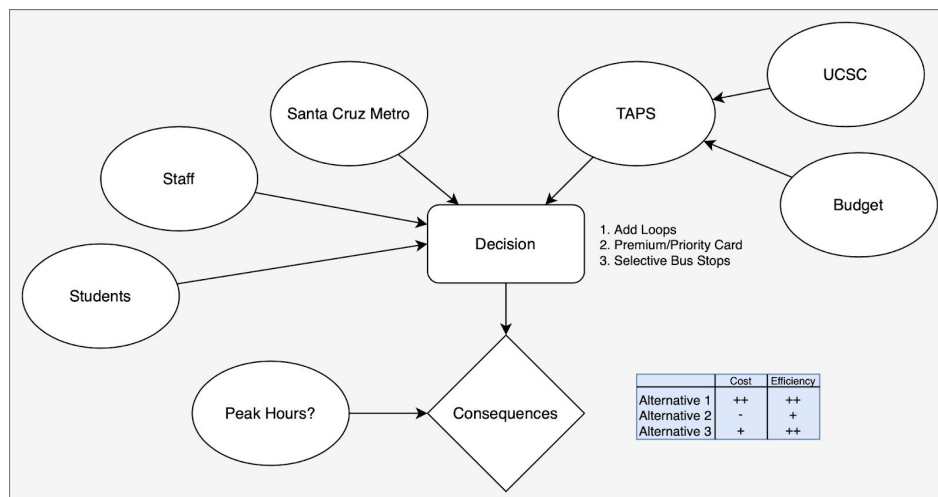 UCSC
Santa Cruz Metro
TAPS
Staff
Budget
Decision
1. Add Loops
2. Premium/Priority Card
3. Selective Bus Stops
Students
Peak Hours?
Consequences
Cost Efficiency
Alternative 1 ++ ++
Alternative 2 - +
Alternative 3 + ++